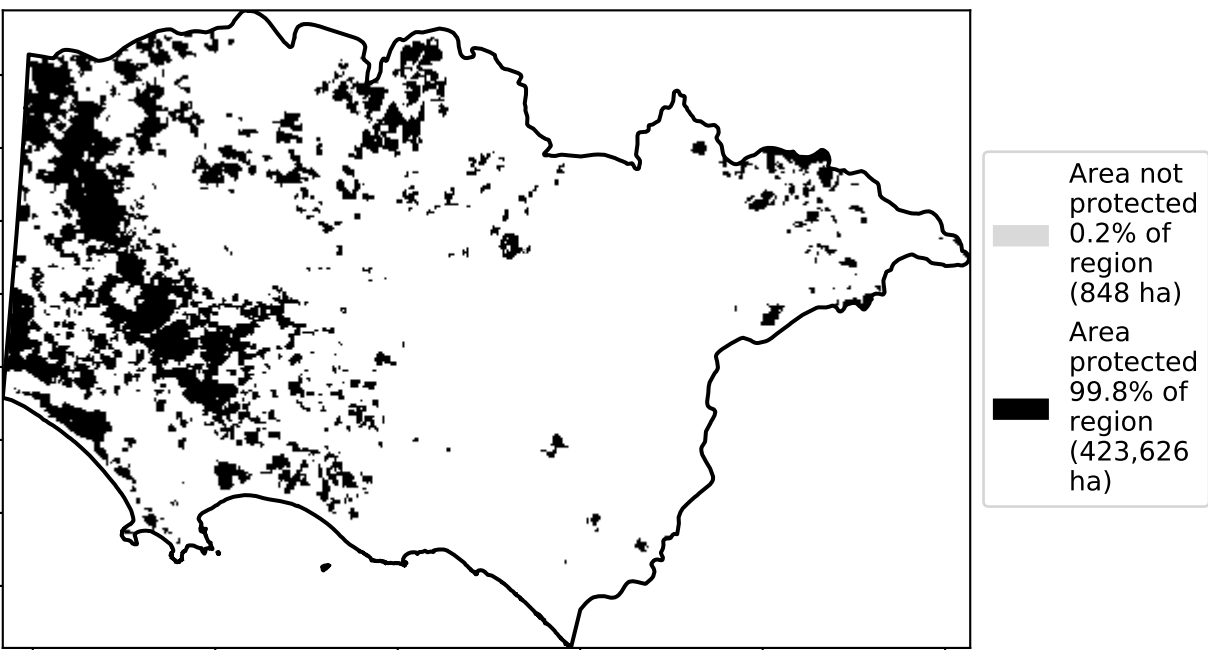 Area not
protected
0.2% of
region
(848 ha)
Area
protected
99.8% of
region
(423,626
ha)